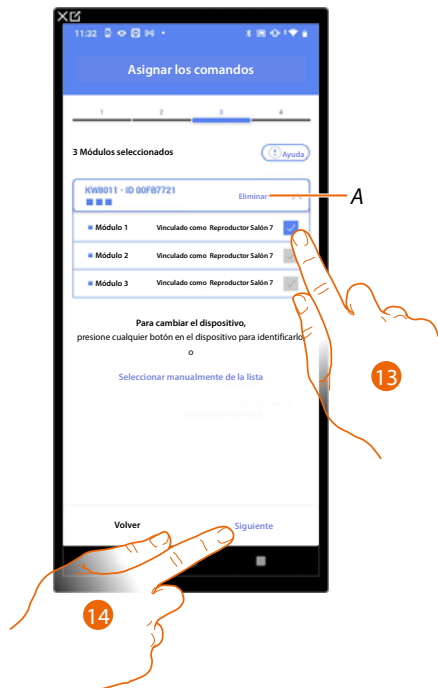 11:32
Asignar los comandos
1 2 3 4
3 Módulos seleccionados
Ayuda
KW8011 - ID 00FB7721
Eliminar
A
Módulo 1 Vinculado como Reproductor Salón 7
Módulo 2 Vinculado como Reproductor Salón 7
Módulo 3 Vinculado como Reproductor Salón 7
Para cambiar el dispositivo,
presione cualquier botón en el dispositivo para identificarlo
o
Seleccionar manualmente de la lista
13
Volver
Siguiente
14